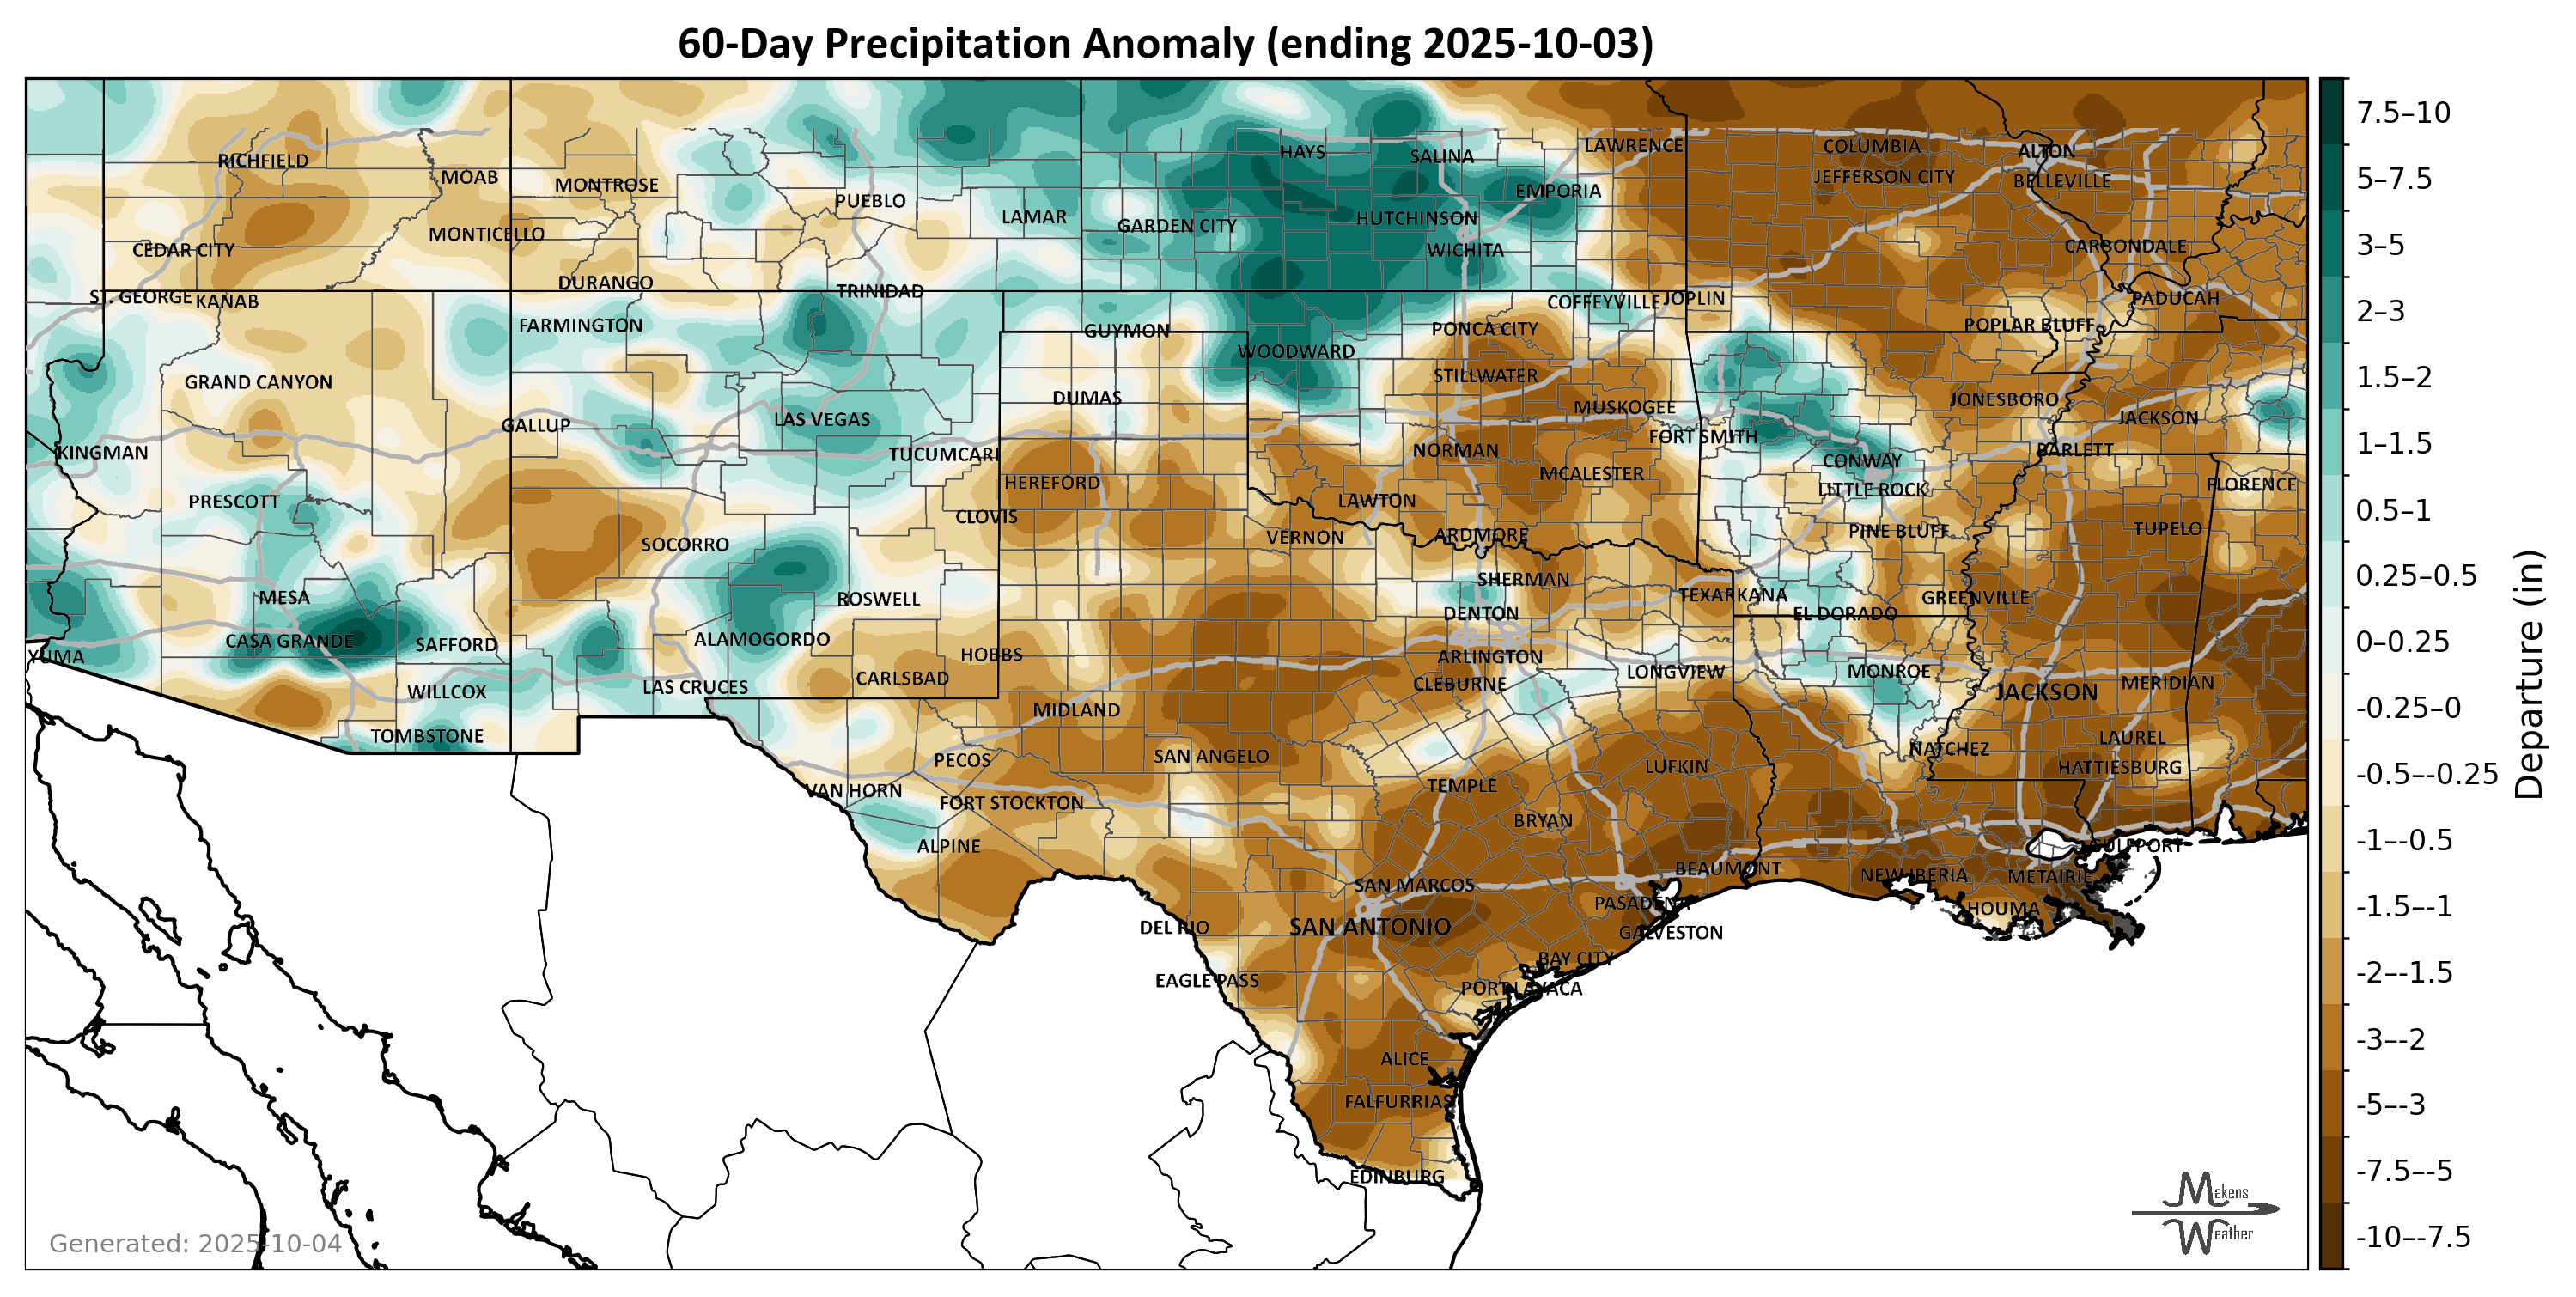 60-Day Precipitation Anomaly (ending 2025-10-03)
RICHFIELD
MOAB
MONTROSE
PUEBLO
LAMAR
HAYS
SALINA
LAWRENCE
COLUMBIA
ALTON
JEFFERSON CITY
BELLEVILLE
EMPORIA
GARDEN CITY
HUTCHINSON
WICHITA
CEDAR CITY
MONTICELLO
CARBONDALE
DURANGO
TRINIDAD
ST. GEORGE
KANAB
COFFEYVILLE
JOPLIN
PADUCAH
FARMINGTON
GUYMON
PONCA CITY
POPLAR BLUFF
WOODWARD
GRAND CANYON
STILLWATER
DUMAS
MUSKOGEE
JONESBORO
GALLUP
LAS VEGAS
JACKSON
FORT SMITH
KINGMAN
TUCUMCARI
NORMAN
BARLETT
CONWAY
HEREFORD
MCALESTER
LITTLE ROCK
FLORENCE
PRESCOTT
LAWTON
CLOVIS
VERNON
ARDMORE
PINE BLUFF
TUPELO
SOCORRO
SHERMAN
MESA
ROSWELL
DENTON
TEXARKANA
EL DORADO
GREENVILLE
CASA GRANDE
SAFFORD
ALAMOGORDO
YUMA
HOBBS
ARLINGTON
CLEBURNE
LONGVIEW
MONROE
WILLCOX
LAS CRUCES
CARLSBAD
JACKSON
MERIDIAN
MIDLAND
TOMBSTONE
PECOS
SAN ANGELO
LUFKIN
NATCHEZ
LAUREL
HATTIESBURG
VAN HORN
FORT STOCKTON
TEMPLE
BRYAN
ALPINE
GULFPORT
BEAUMONT
SAN MARCOS
NEW IBERIA
METAIRIE
PASADENA
HOUMA
DEL RIO
SAN ANTONIO
GALVESTON
BAY CITY
EAGLE PASS
PORT LAVACA
ALICE
FALFURRIAS
EDINBURG
Generated: 2025-10-04
Makens
Weather
7.5–10
5–7.5
3–5
2–3
1.5–2
1–1.5
0.5–1
0.25–0.5
0–0.25
-0.25–0
-0.5–-0.25
-1–-0.5
-1.5–-1
-2–-1.5
-3–-2
-5–-3
-7.5–-5
-10–-7.5
Departure (in)